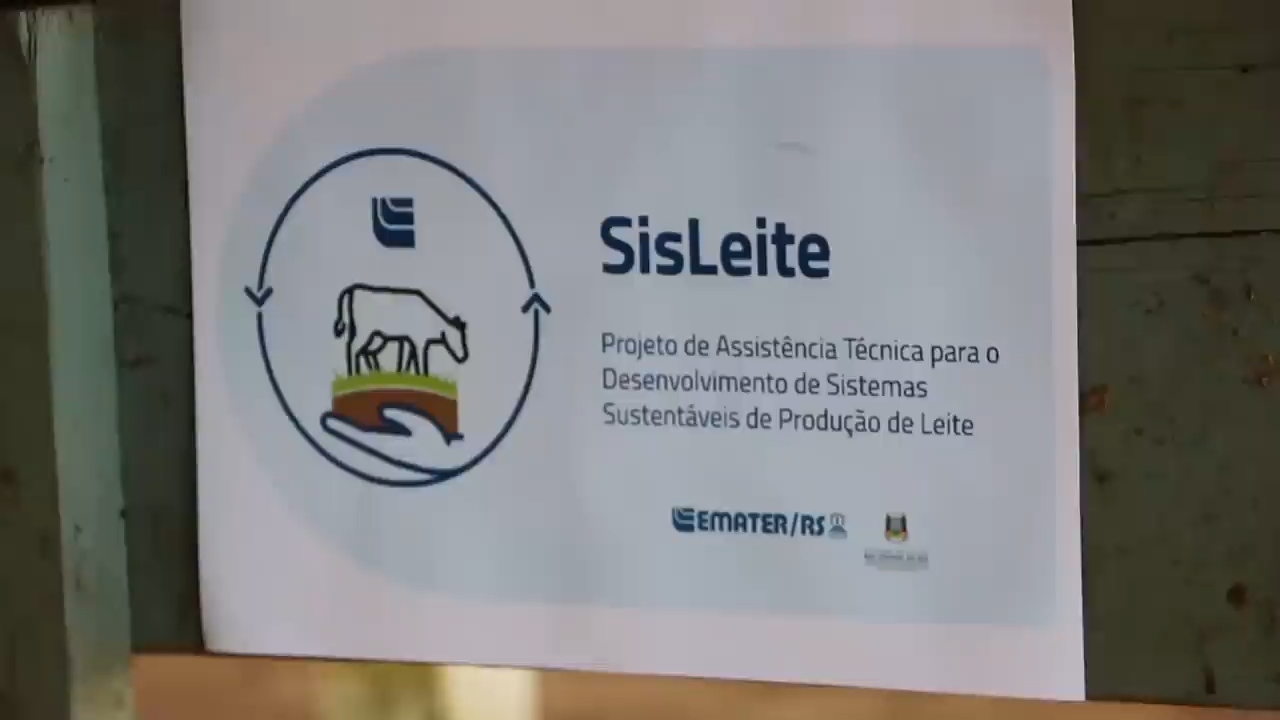 SisLeite
Projeto de Assistência Técnica para o
Desenvolvimento de Sistemas
Sustentáveis de Produção de Leite
EMATER/RS